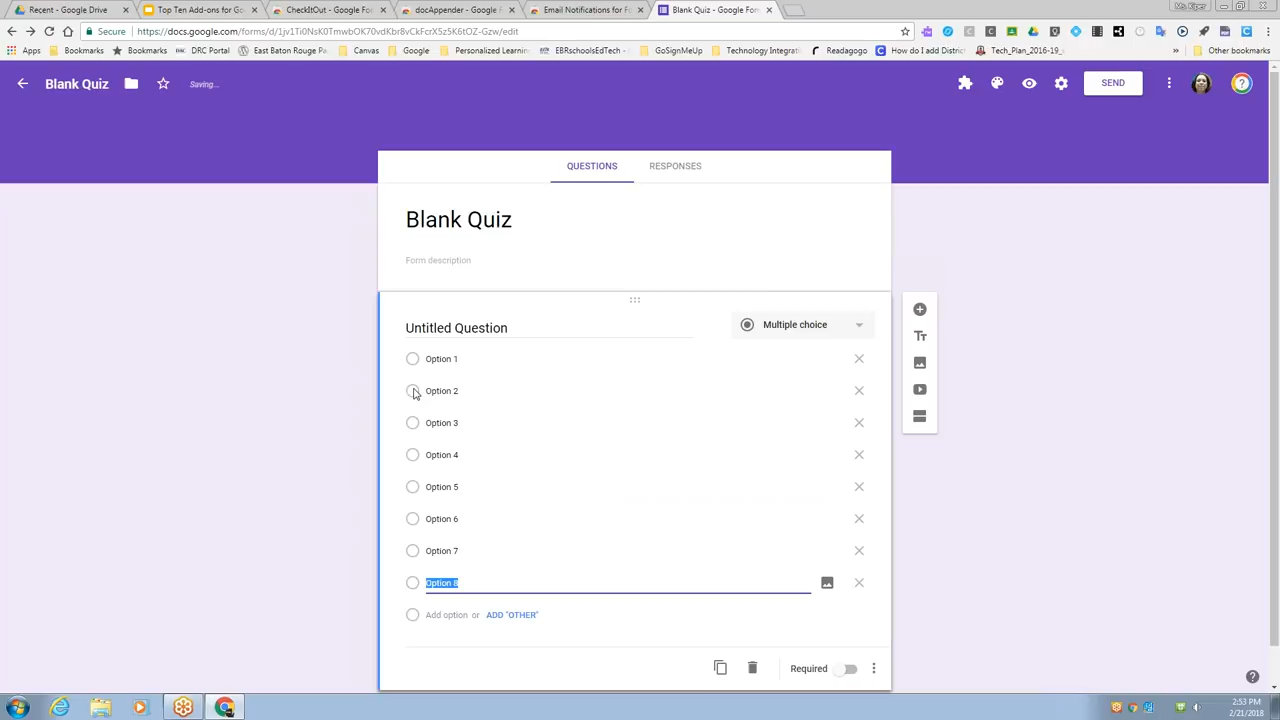 Recent - Google Drive
Top Ten Add-ons for Go
CheckItOut - Google For
docAppender - Google F
Email Notifications for F
Blank Quiz - Google For
Secure
https://docs.google.com/forms/d/1jv1Ti0NsK0TmwbOK70vdKbr8vCkFcrX5z5K6tOZ-Gzw/edit
Apps
Bookmarks
Bookmarks
DRC Portal
East Baton Rouge Pa
Canvas
Google
Personalized Learning
EBRschoolsEdTech
GoSignMeUp
Technology Integrati
Readagogo
How do I add District
Tech_Plan_2016-19_
»
Other bookmarks
Blank Quiz
Saving...
SEND
QUESTIONS
RESPONSES
Blank Quiz
Form description
Untitled Question
Multiple choice
Option 1
Option 2
Option 3
Option 4
Option 5
Option 6
Option 7
Option 8
Add option or ADD "OTHER"
Required
2:53 PM
2/21/2018